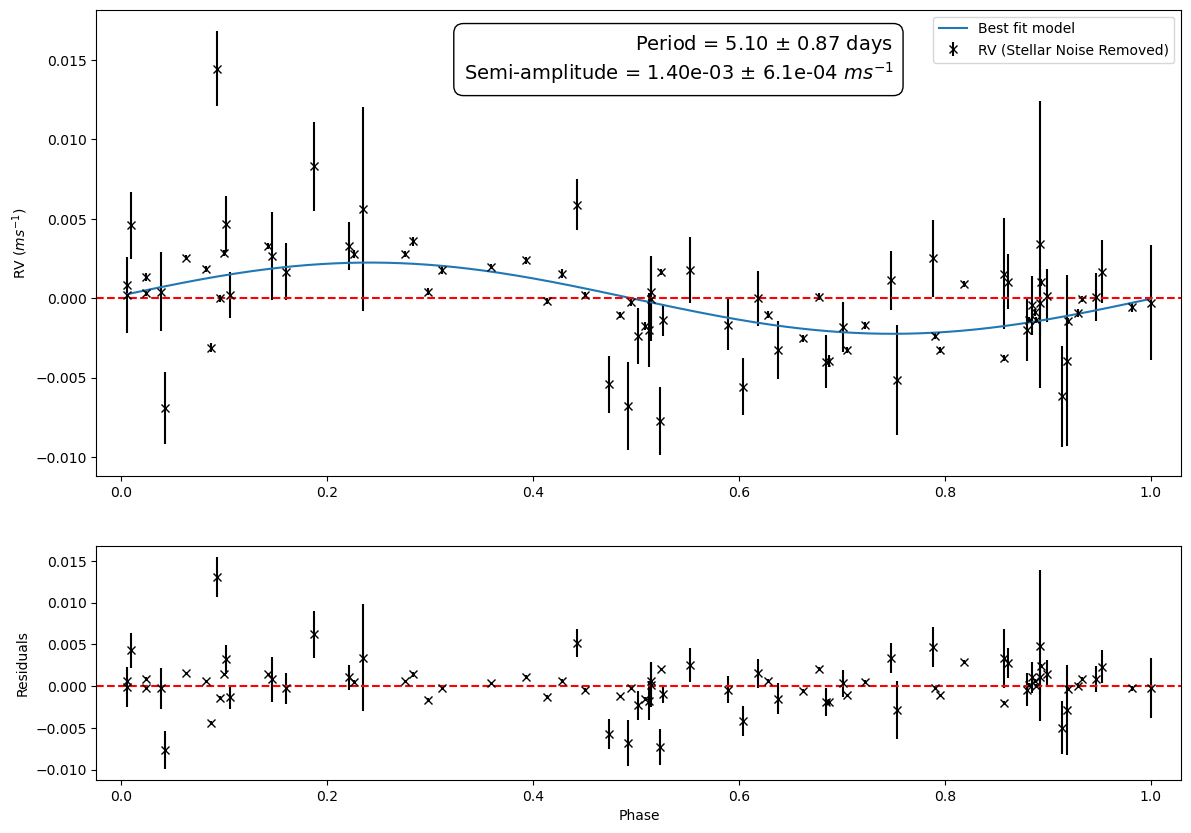 Period = 5.10 ± 0.87 days
Semi-amplitude = 1.40e-03 ± 6.1e-04 ms⁻¹
Best fit model
RV (Stellar Noise Removed)
RV (ms⁻¹)
0.015
0.010
0.005
0.000
−0.005
−0.010
0.0 0.2 0.4 0.6 0.8 1.0
Residuals
0.015
0.010
0.005
0.000
−0.005
−0.010
0.0 0.2 0.4 0.6 0.8 1.0
Phase